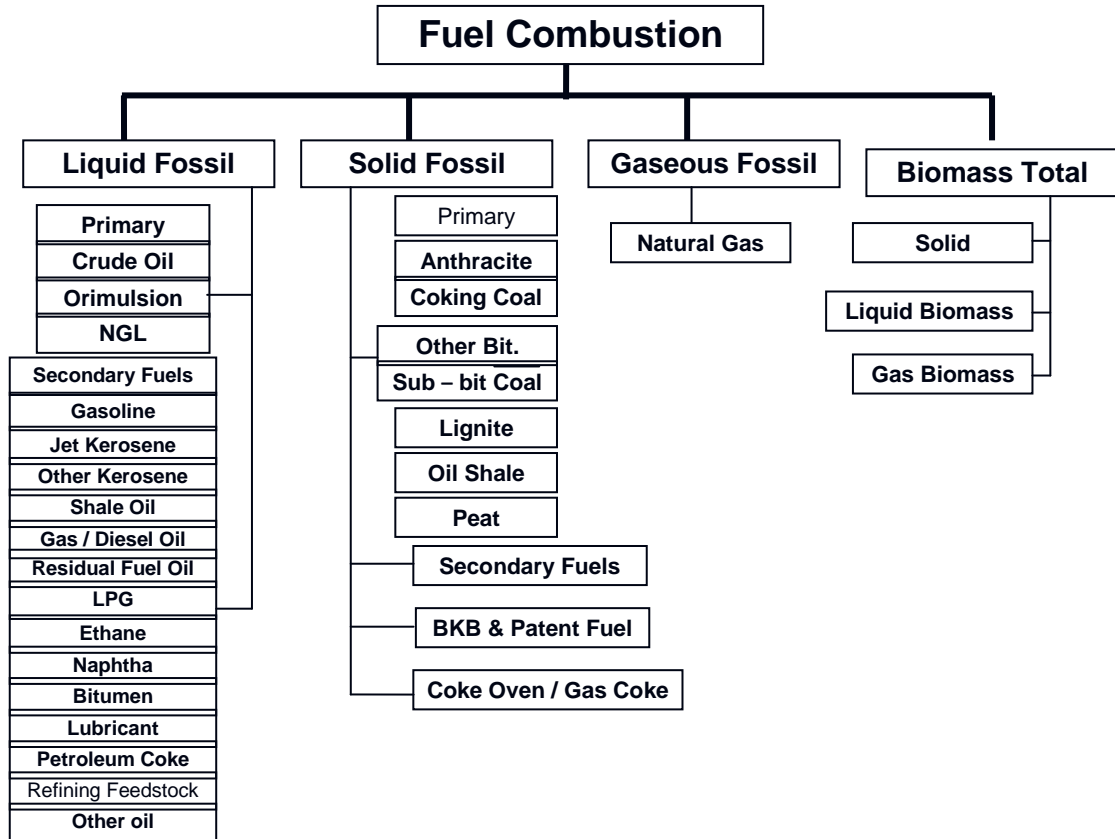 Fuel Combustion
Liquid Fossil
Primary
Crude Oil
Orimulsion
NGL
Secondary Fuels
Gasoline
Jet Kerosene
Other Kerosene
Shale Oil
Gas / Diesel Oil
Residual Fuel Oil
LPG
Ethane
Naphtha
Bitumen
Lubricant
Petroleum Coke
Refining Feedstock
Other oil
Solid Fossil
Primary
Anthracite
Coking Coal
Other Bit.
Sub – bit Coal
Lignite
Oil Shale
Peat
Secondary Fuels
BKB & Patent Fuel
Coke Oven / Gas Coke
Gaseous Fossil
Natural Gas
Biomass Total
Solid
Liquid Biomass
Gas Biomass